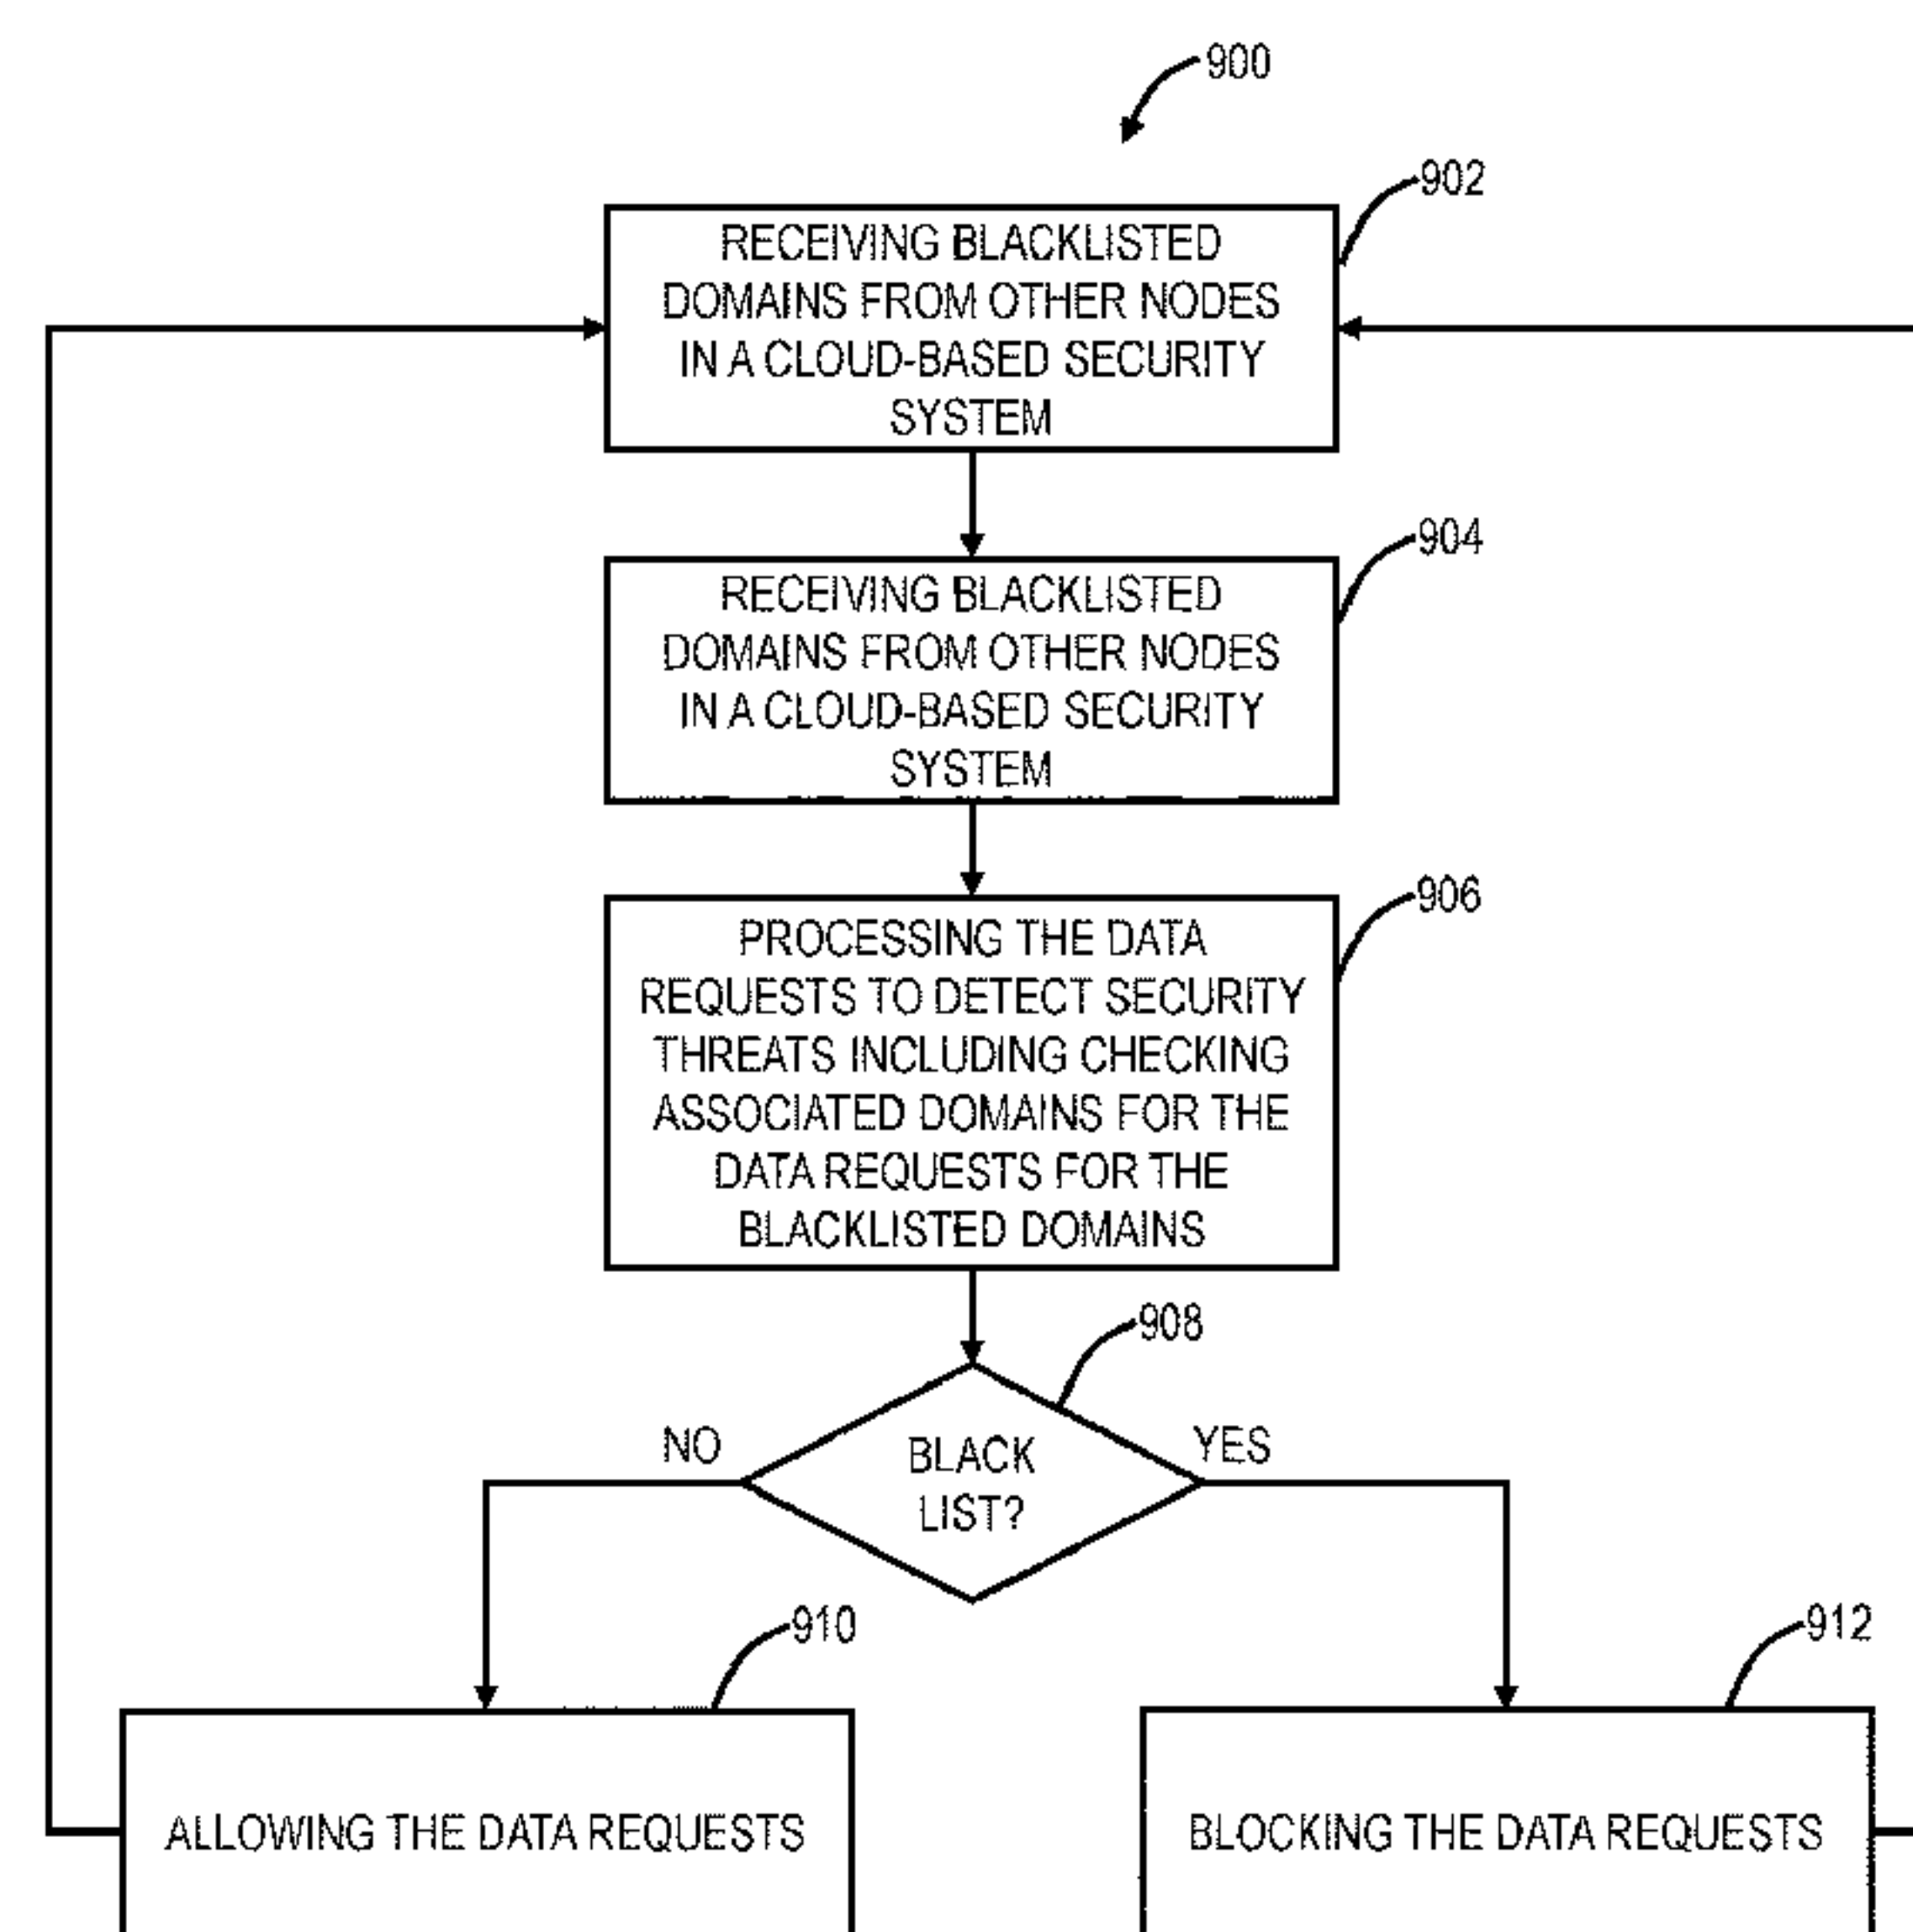 900
902
RECEIVING BLACKLISTED
DOMAINS FROM OTHER NODES
IN A CLOUD-BASED SECURITY
SYSTEM
904
RECEIVING BLACKLISTED
DOMAINS FROM OTHER NODES
IN A CLOUD-BASED SECURITY
SYSTEM
906
PROCESSING THE DATA
REQUESTS TO DETECT SECURITY
THREATS INCLUDING CHECKING
ASSOCIATED DOMAINS FOR THE
DATA REQUESTS FOR THE
BLACKLISTED DOMAINS
908
NO
BLACK
LIST?
YES
910
912
ALLOWING THE DATA REQUESTS
BLOCKING THE DATA REQUESTS